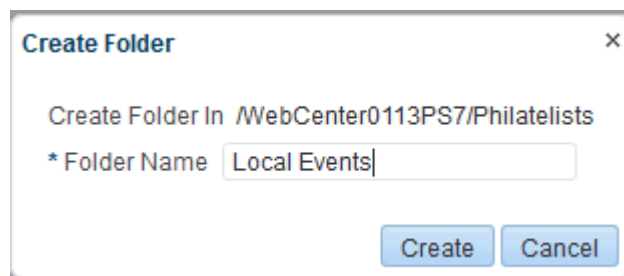 Create Folder
Create Folder In /WebCenter0113PS7/Philatelists
* Folder Name Local Events
Create Cancel